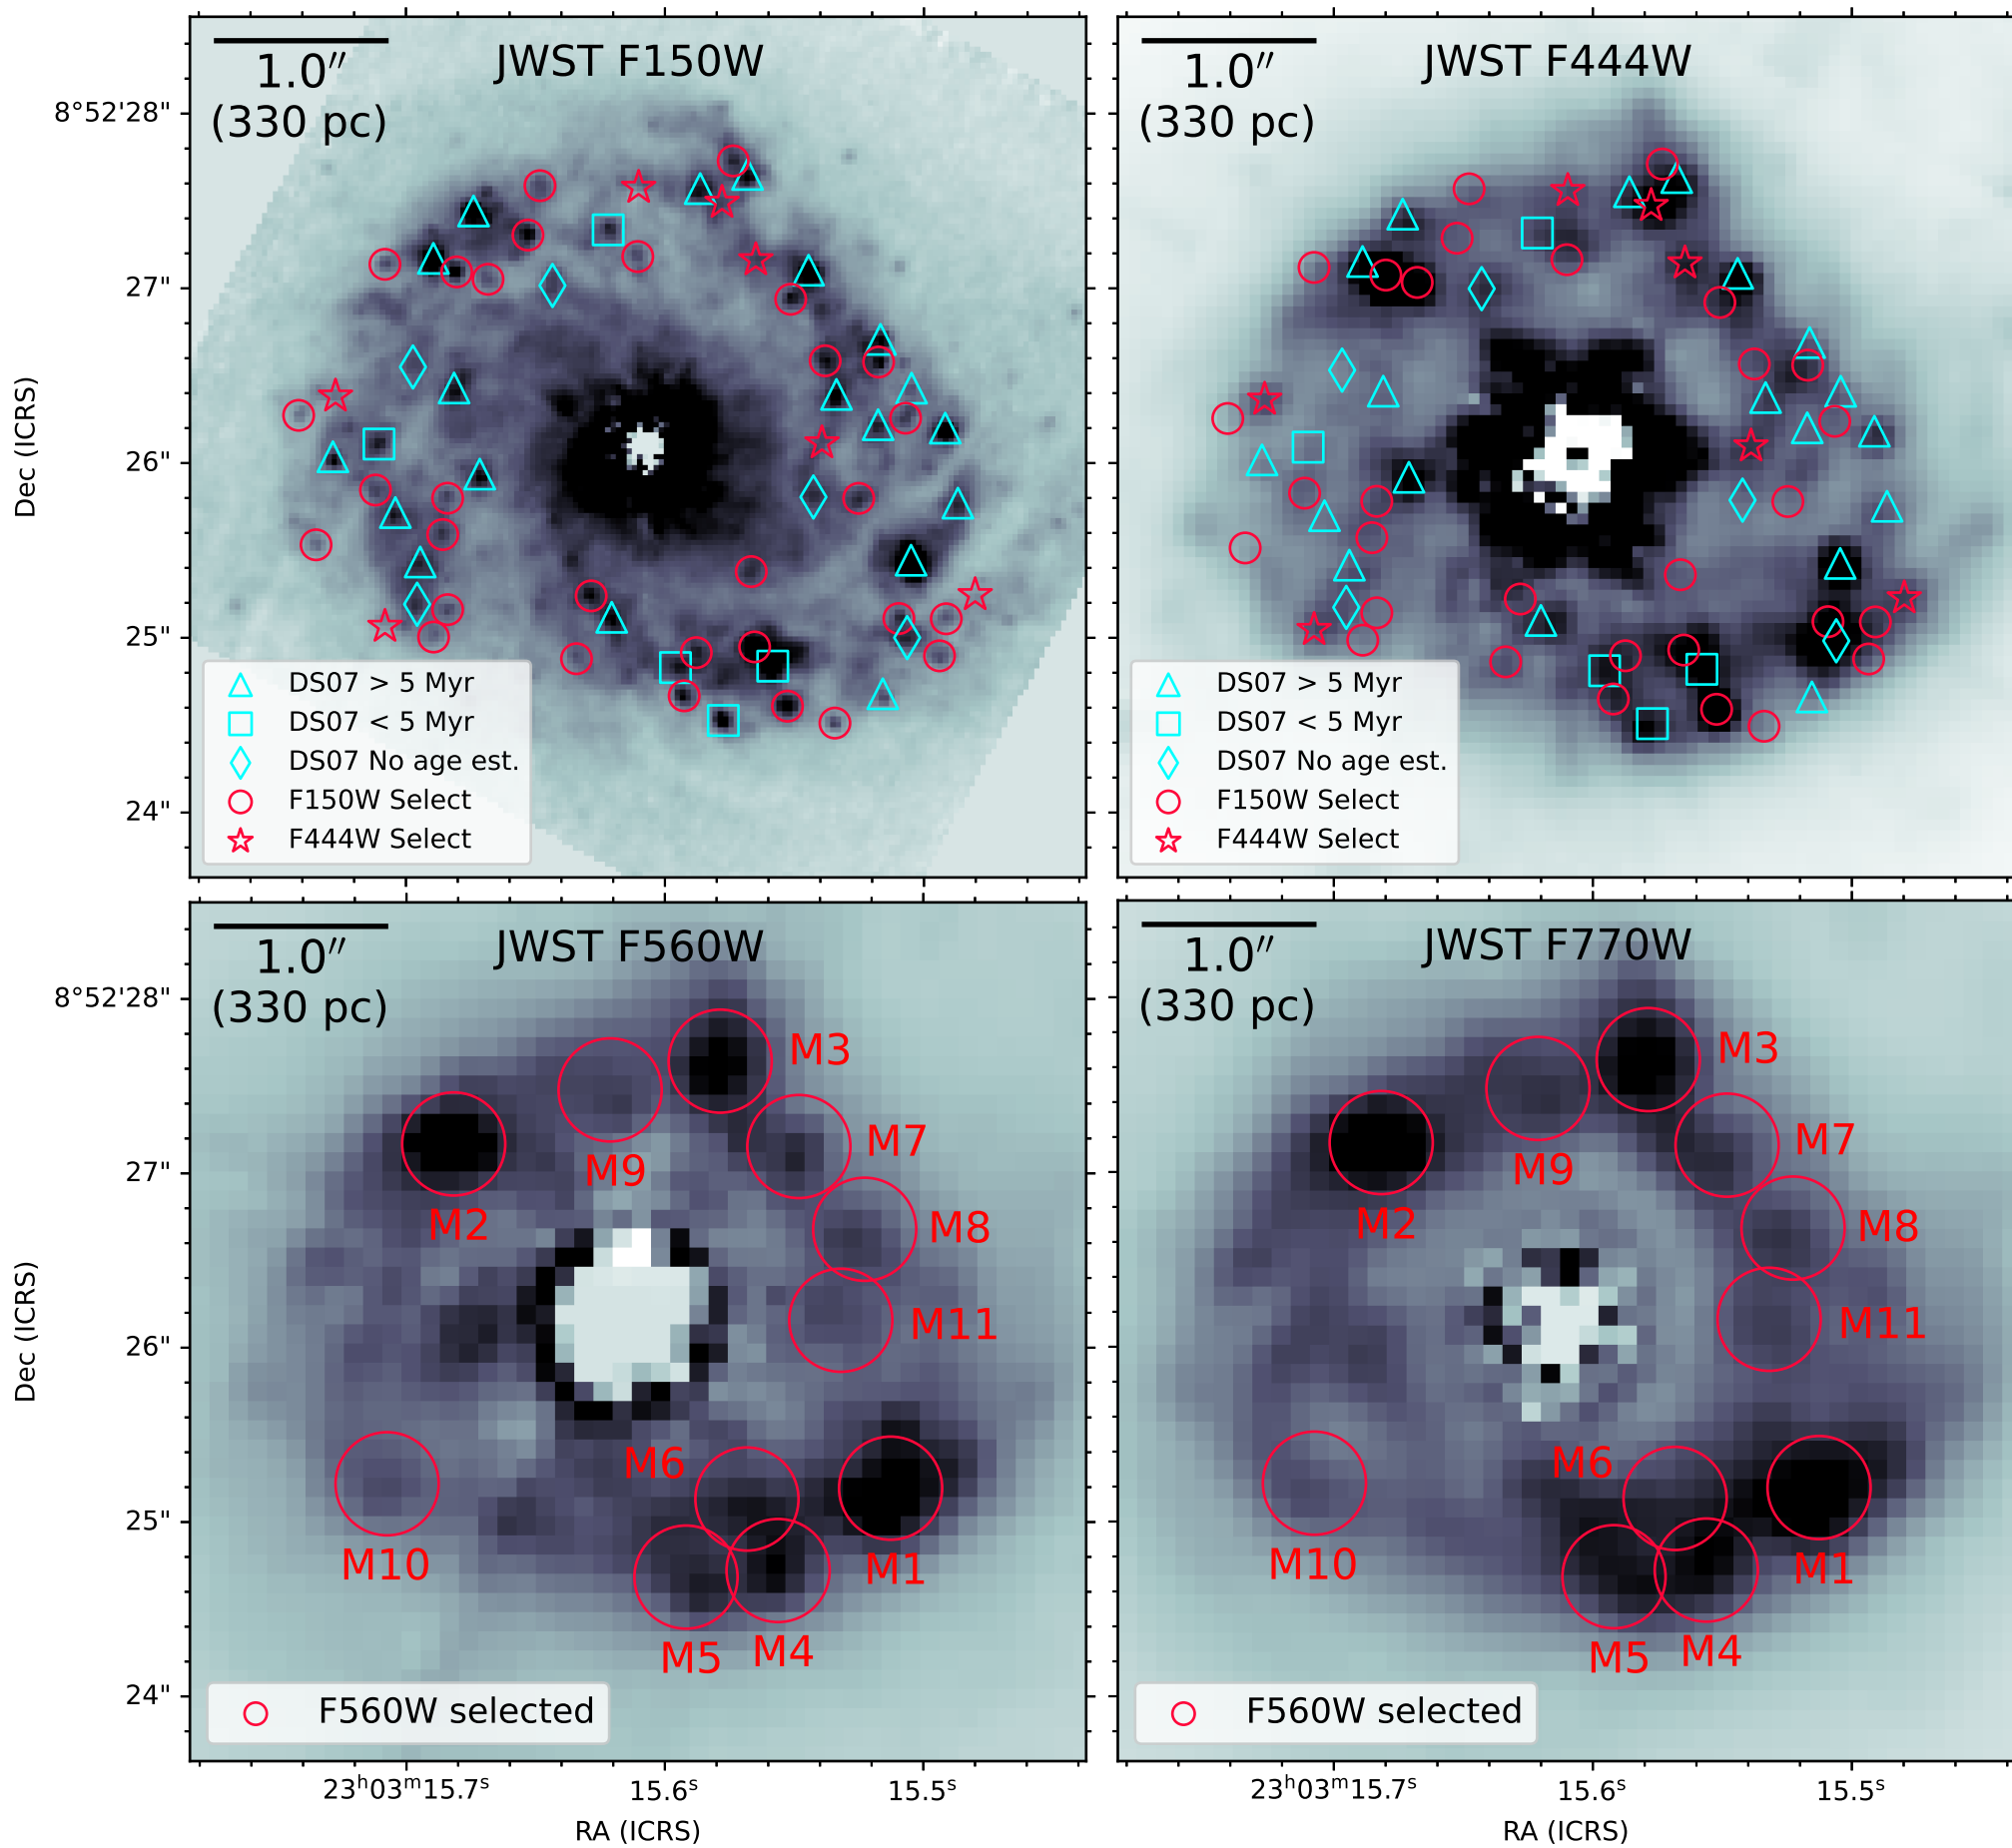 JWST F150W
1.0″
(330 pc)
8°52'28"
27"
26"
25"
24"
Dec (ICRS)
DS07 > 5 Myr
DS07 < 5 Myr
DS07 No age est.
F150W Select
F444W Select
JWST F444W
1.0″
(330 pc)
DS07 > 5 Myr
DS07 < 5 Myr
DS07 No age est.
F150W Select
F444W Select
JWST F560W
1.0″
(330 pc)
8°52'28"
27"
26"
25"
24"
Dec (ICRS)
M3
M7
M9
M2
M8
M11
M6
M10
M1
M5
M4
F560W selected
23ʰ03ᵐ15.7ˢ
15.6ˢ
15.5ˢ
RA (ICRS)
JWST F770W
1.0″
(330 pc)
M3
M7
M9
M2
M8
M11
M6
M10
M1
M5
M4
F560W selected
23ʰ03ᵐ15.7ˢ
15.6ˢ
15.5ˢ
RA (ICRS)